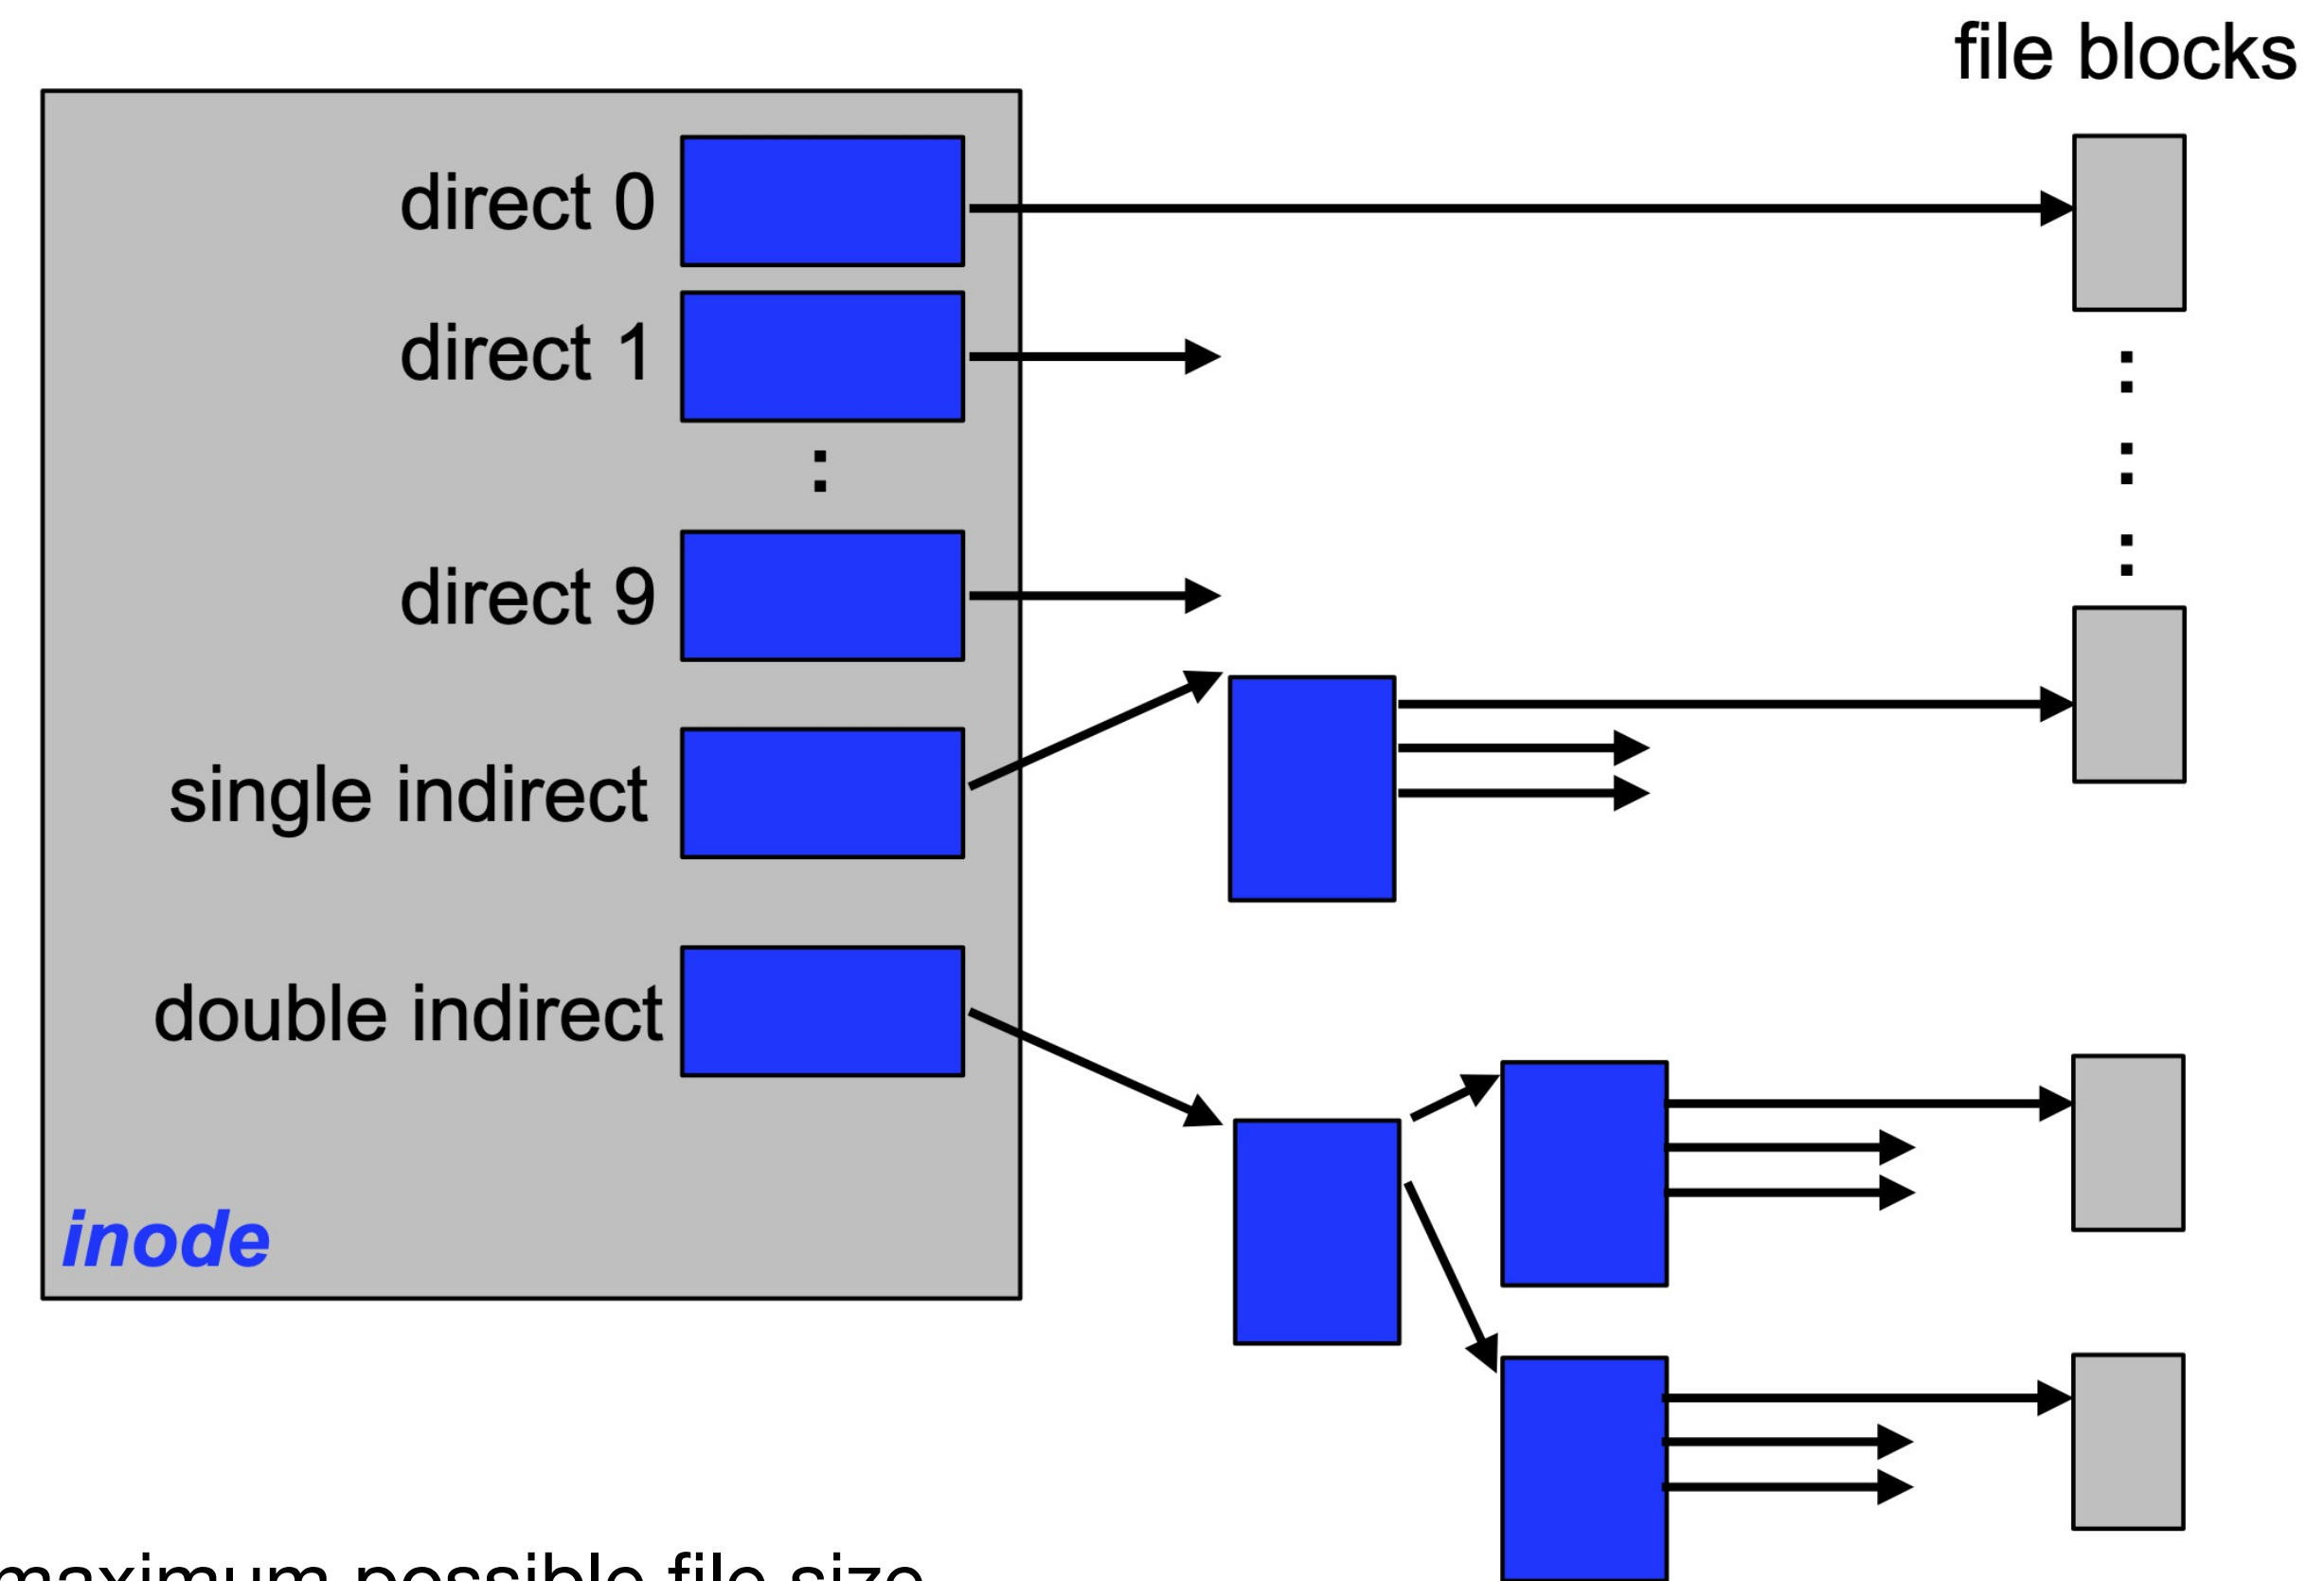 file blocks
direct 0
direct 1
:
:
:
:
direct 9
single indirect
double indirect
inode
maximum possible file size